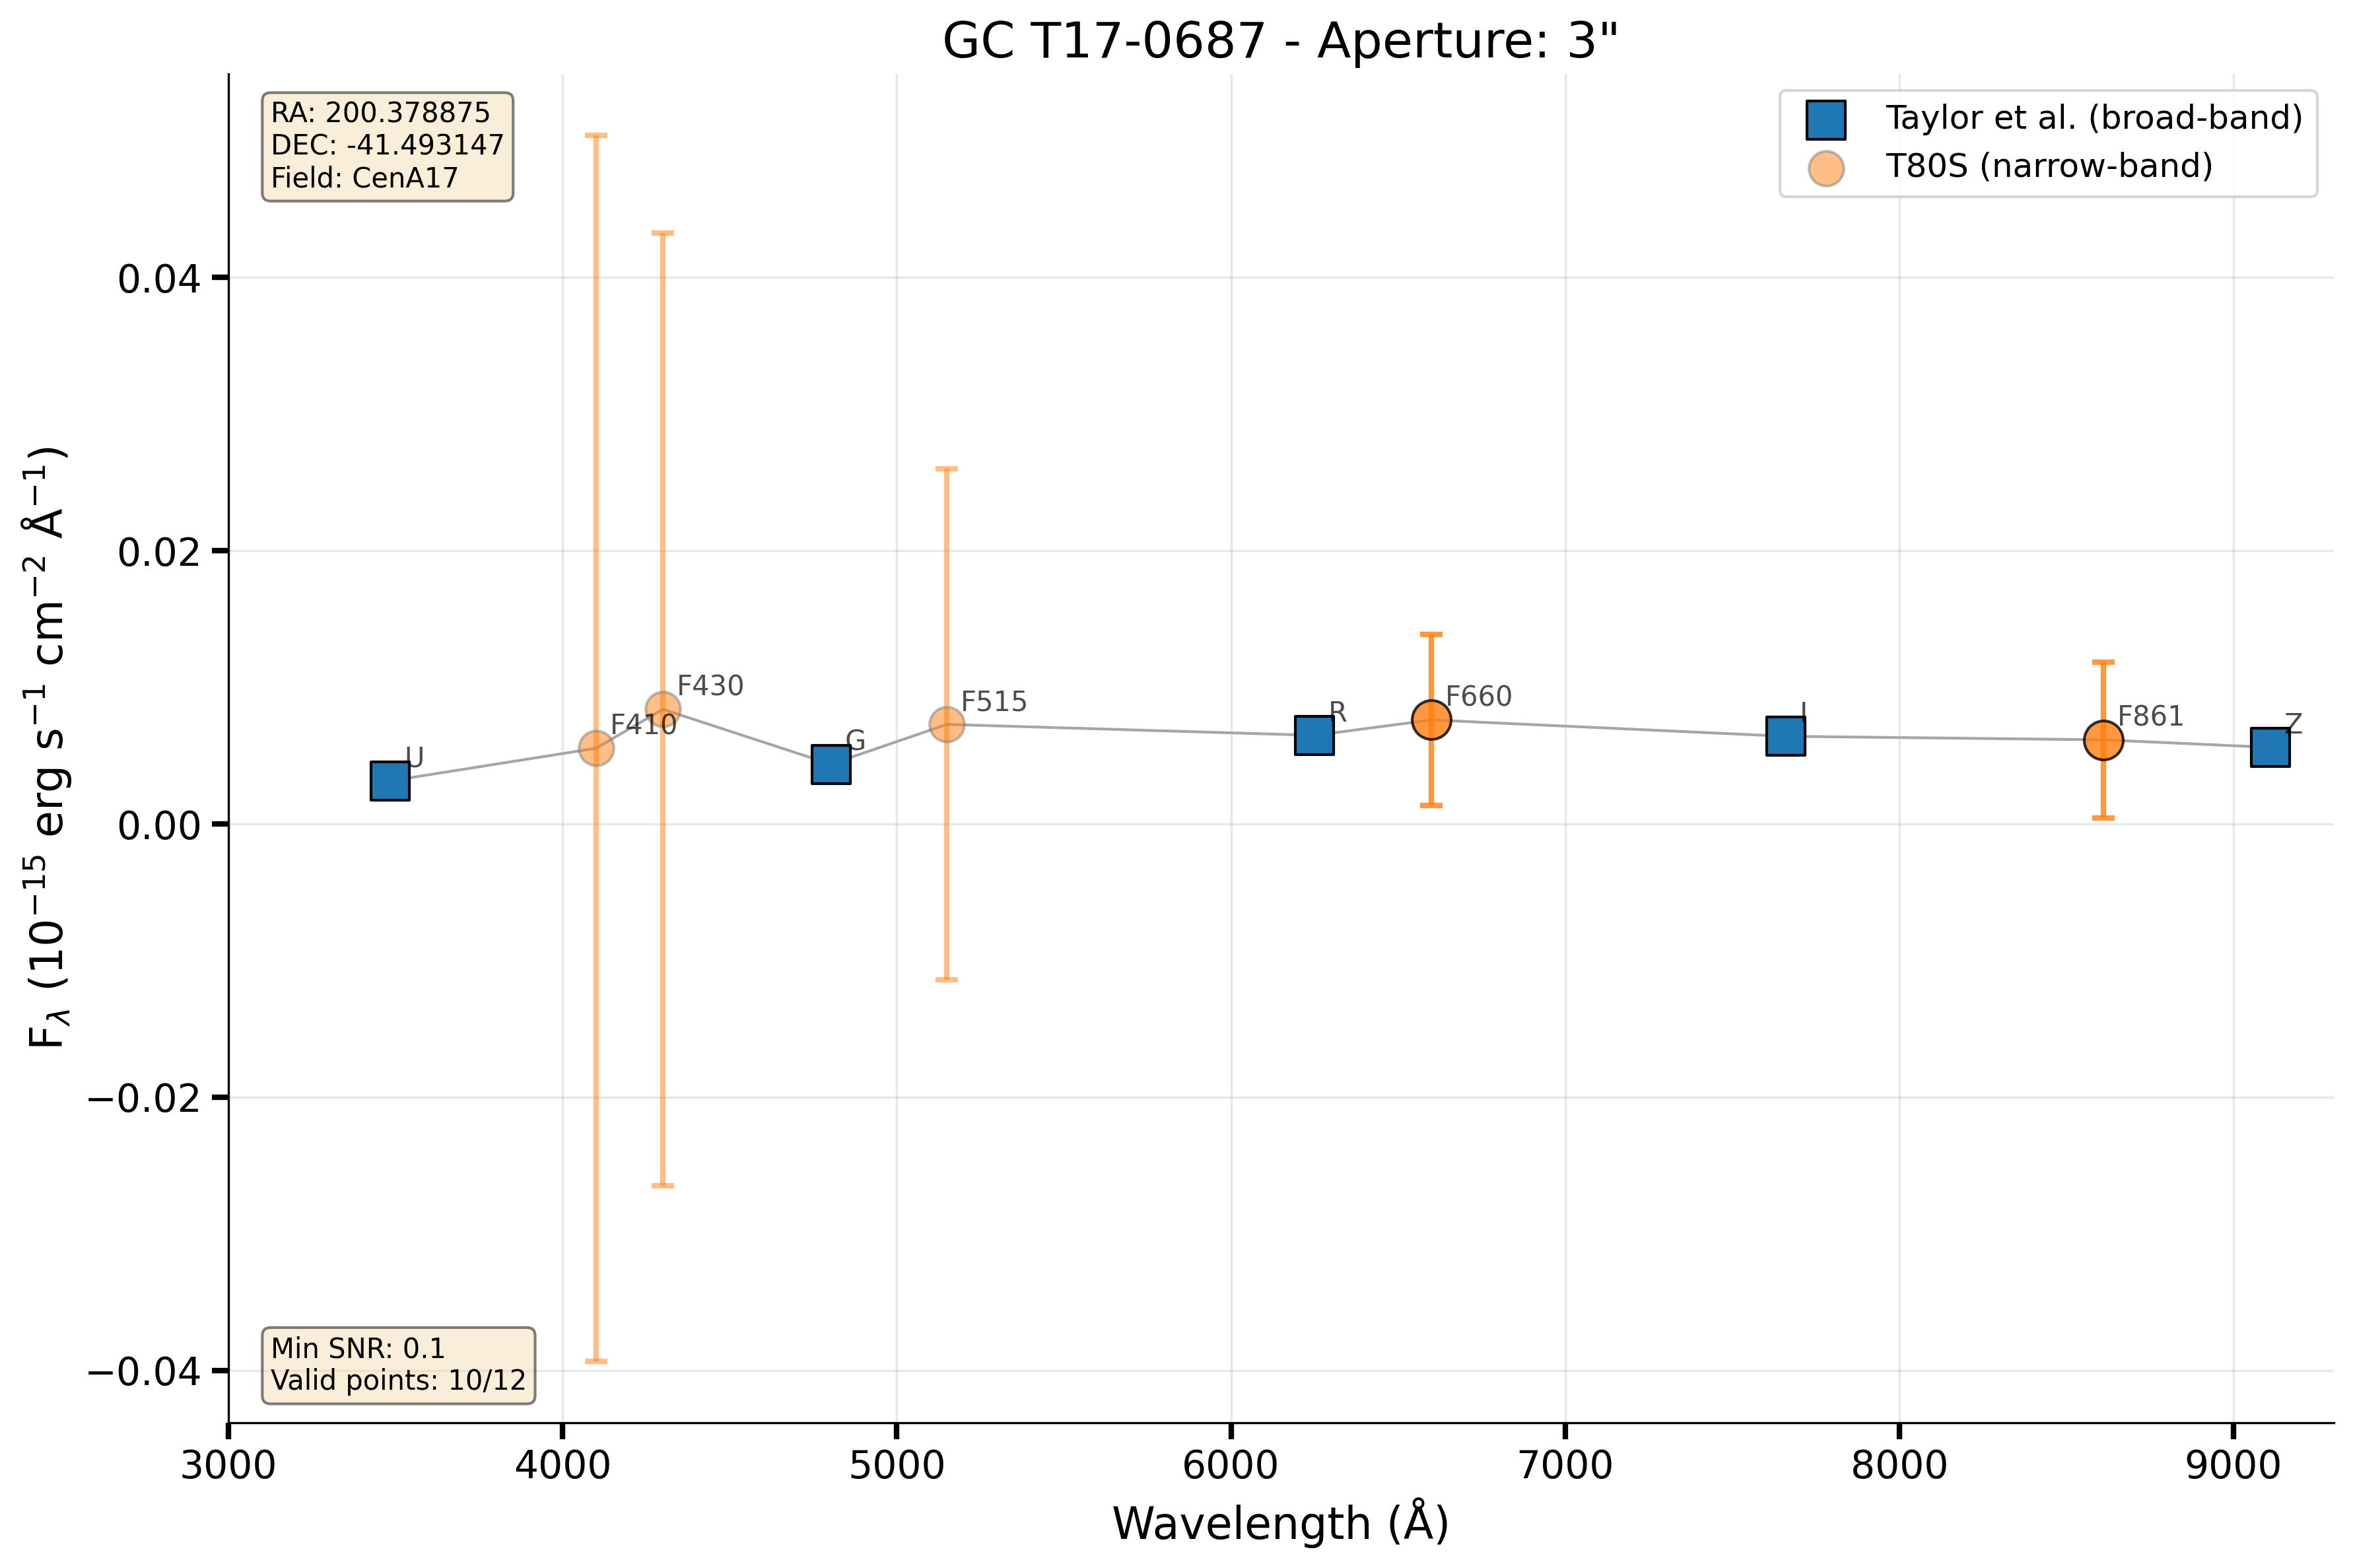 GC T17-0687 - Aperture: 3"
RA: 200.378875
DEC: -41.493147
Field: CenA17
Taylor et al. (broad-band)
T80S (narrow-band)
0.04
0.02
0.00
−0.02
−0.04
F_λ (10⁻¹⁵ erg s⁻¹ cm⁻² Å⁻¹)
U
F410
F430
G
F515
R
F660
I
F861
Z
Min SNR: 0.1
Valid points: 10/12
3000 4000 5000 6000 7000 8000 9000
Wavelength (Å)